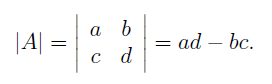 |A| = | a b | = ad − bc.
| c d |